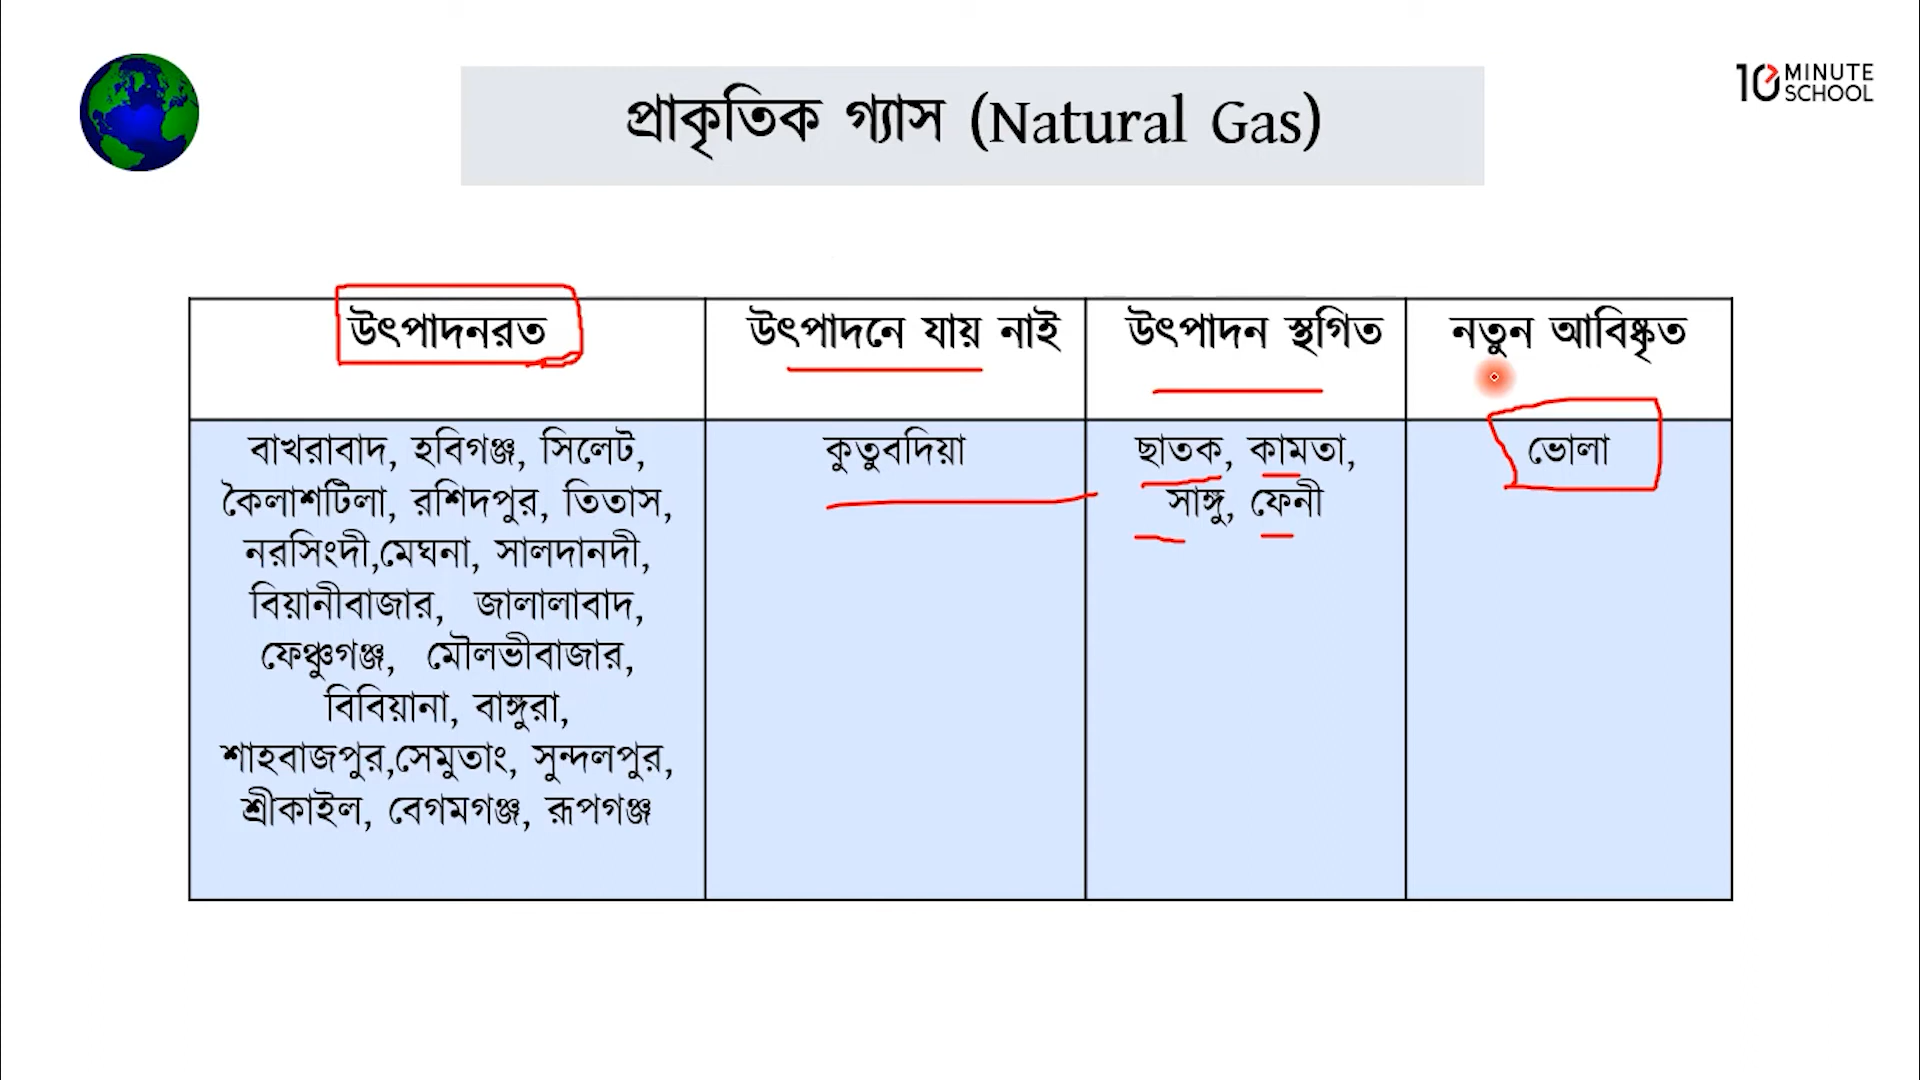 প্রাকৃতিক গ্যাস (Natural Gas)
10 MINUTE SCHOOL
উৎপাদনরত
উৎপাদনে যায় নাই
উৎপাদন স্থগিত
নতুন আবিষ্কৃত
বাখরাবাদ, হবিগঞ্জ, সিলেট,
কৈলাশটিলা, রশিদপুর, তিতাস,
নরসিংদী,মেঘনা, সালদানদী,
বিয়ানীবাজার, জালালাবাদ,
ফেঞ্চুগঞ্জ, মৌলভীবাজার,
বিবিয়ানা, বাঙ্গুরা,
শাহবাজপুর,সেমুতাং, সুন্দলপুর,
শ্রীকাইল, বেগমগঞ্জ, রূপগঞ্জ
কুতুবদিয়া
ছাতক, কামতা,
সাঙ্গু, ফেনী
ভোলা